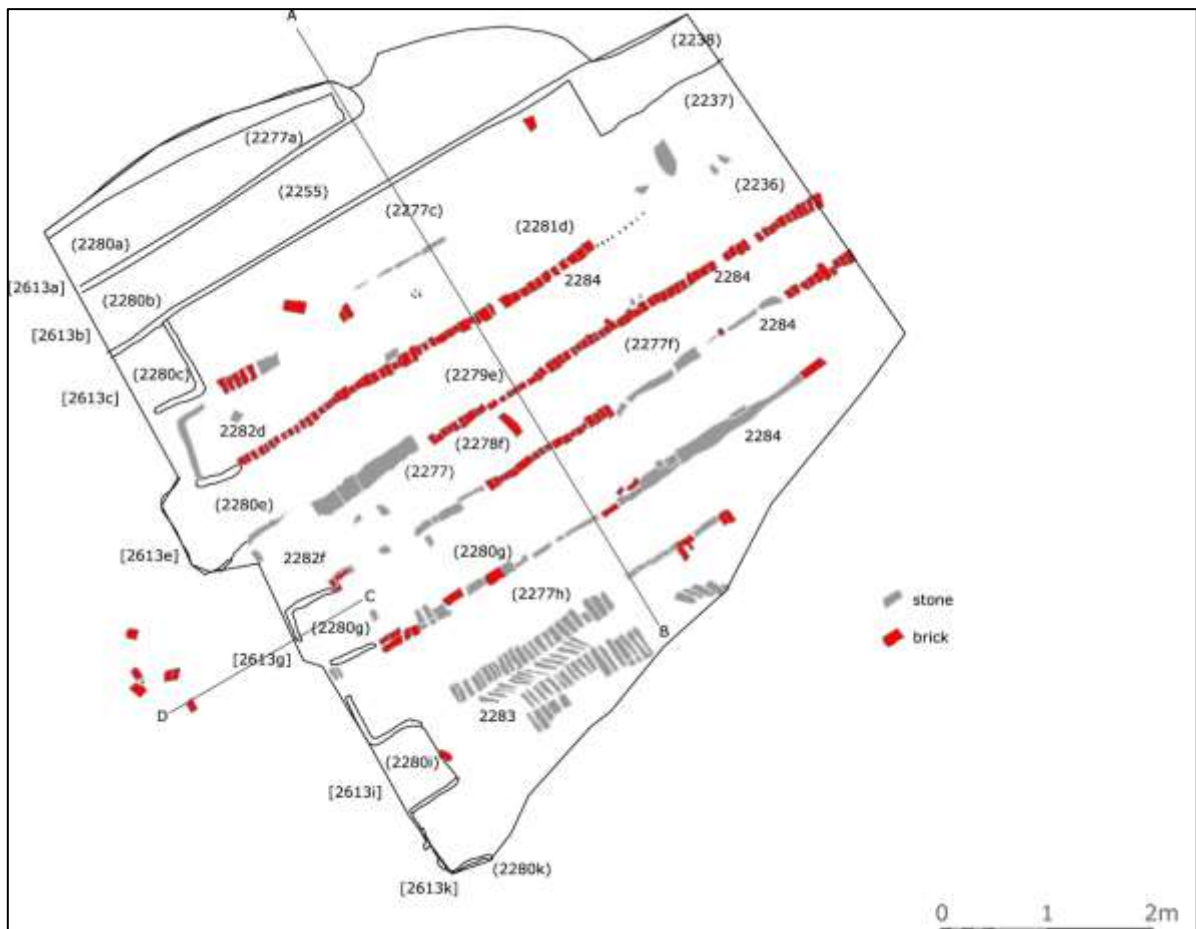 A
(2238)
(2237)
(2277a)
(2255)
(2236)
(2277c)
(2281d)
(2280a)
[2613a]
(2280b)
2284
2284
[2613b]
2284
(2277f)
(2280c)
(2279e)
[2613c]
2282d
(2278f)
2284
(2277)
(2280e)
[2613e]
2282f
(2280g)
C
(2277h)
stone
(2280g)
B
brick
[2613g]
D
2283
(2280i)
[2613i]
(2280k)
[2613k]
0 1 2m